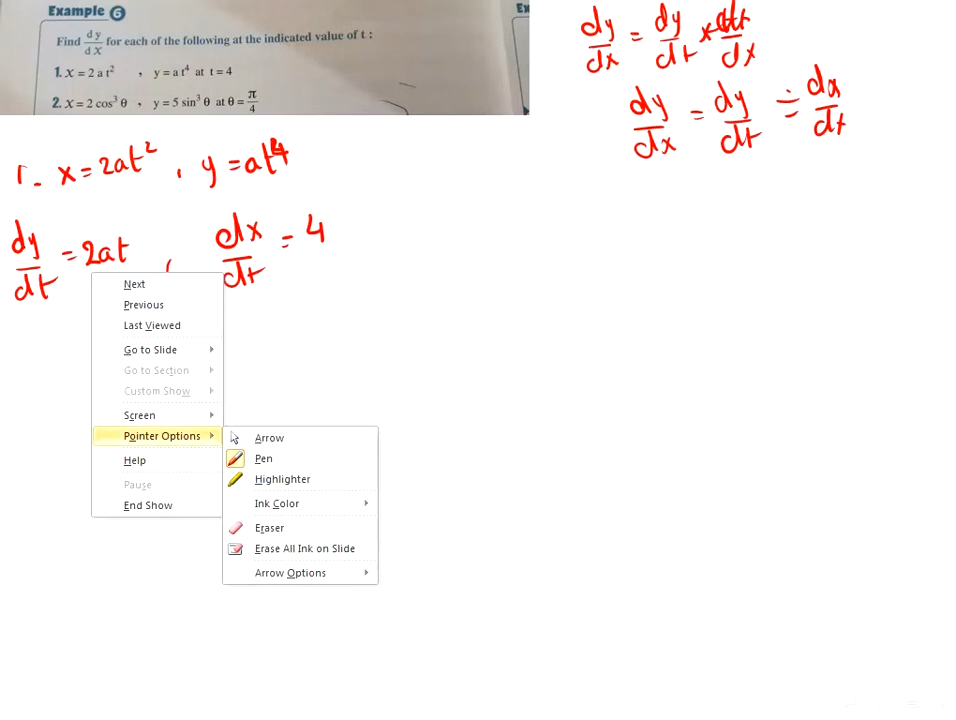 Example 6
Find dy/dx for each of the following at the indicated value of t :
1. X = 2 a t² , y = a t⁴ at t = 4
2. X = 2 cos³ θ , y = 5 sin³ θ at θ = π/4
Ex
dy/dx = dy/dt × dt/dx
dy/dx = dy/dt ÷ dx/dt
1. x = 2at² , y = at⁴
dy/dt = 2at , dx/dt = 4
Next
Previous
Last Viewed
Go to Slide
Go to Section
Custom Show
Screen
Pointer Options
Help
Pause
End Show
Arrow
Pen
Highlighter
Ink Color
Eraser
Erase All Ink on Slide
Arrow Options